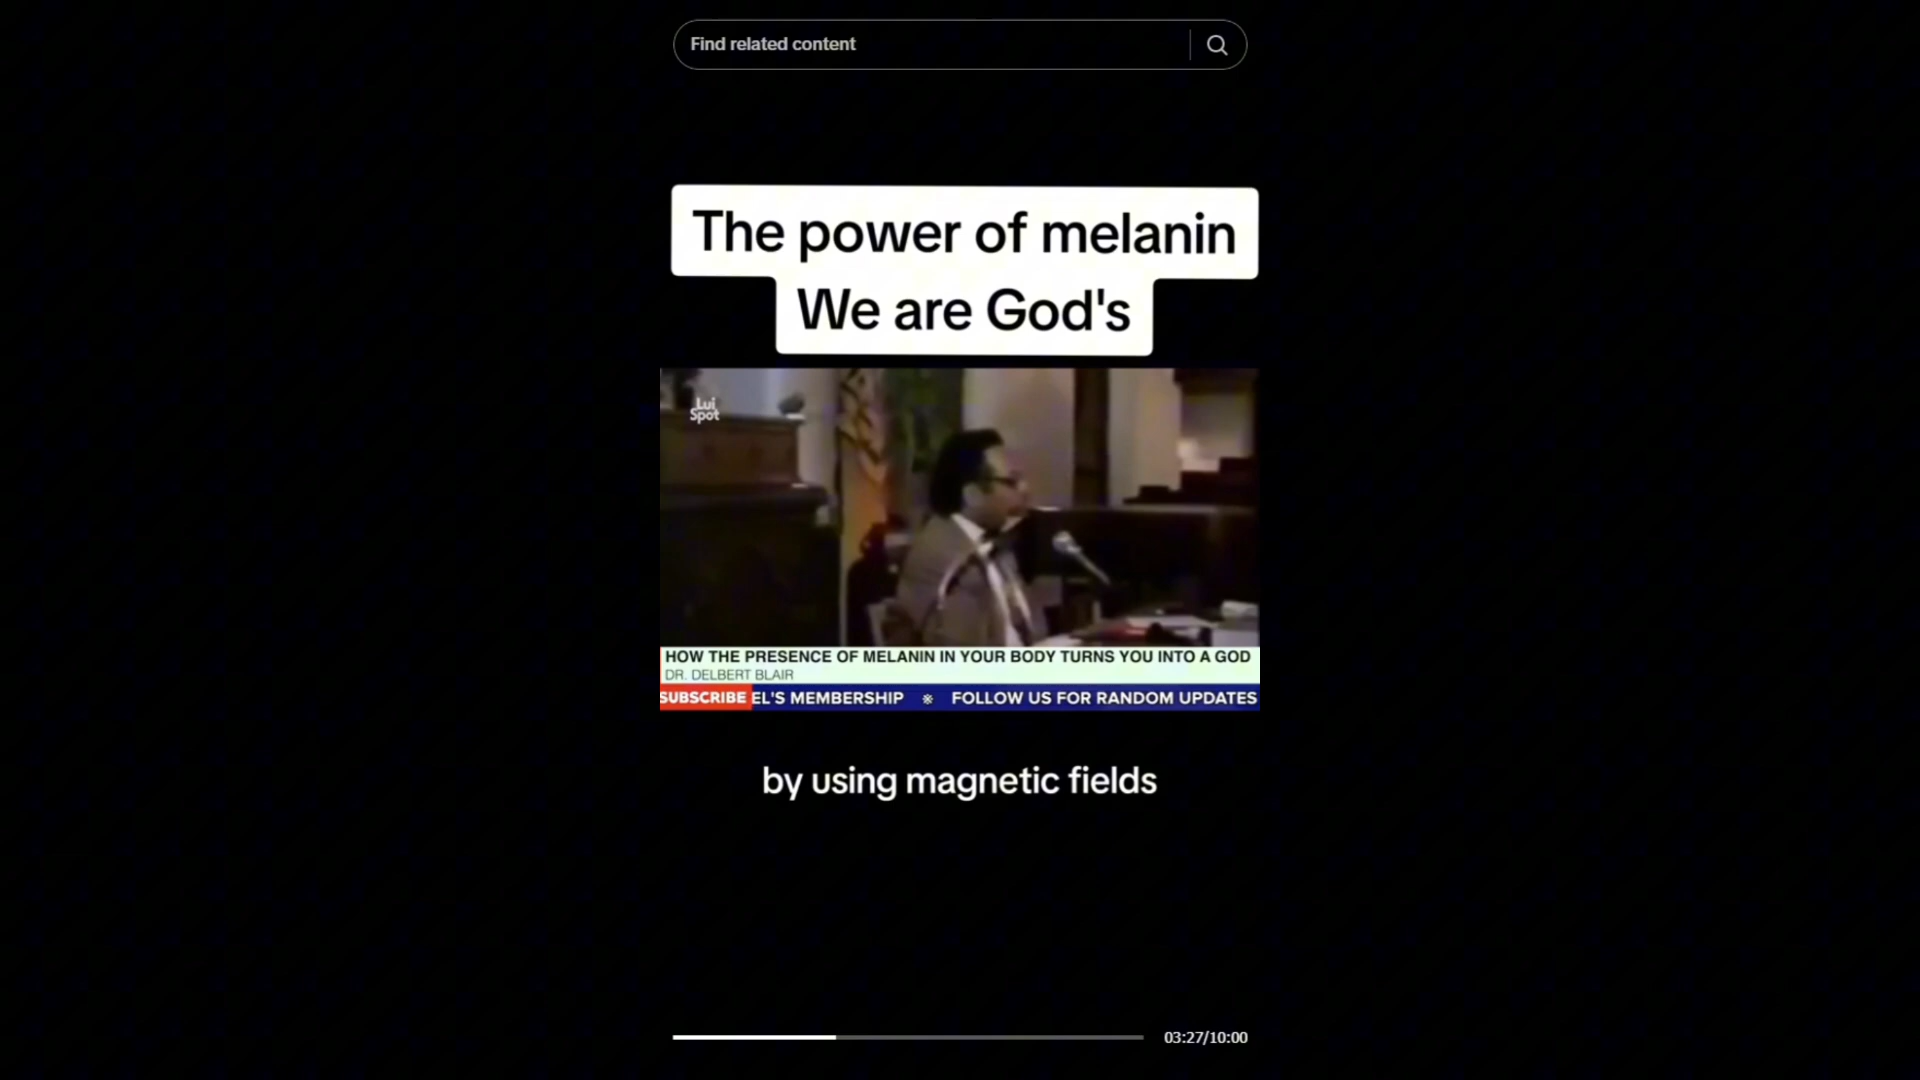 Find related content
The power of melanin
We are God's
Lui
Spot
HOW THE PRESENCE OF MELANIN IN YOUR BODY TURNS YOU INTO A GOD
DR. DELBERT BLAIR
SUBSCRIBE EL'S MEMBERSHIP ※ FOLLOW US FOR RANDOM UPDATES
by using magnetic fields
03:27/10:00